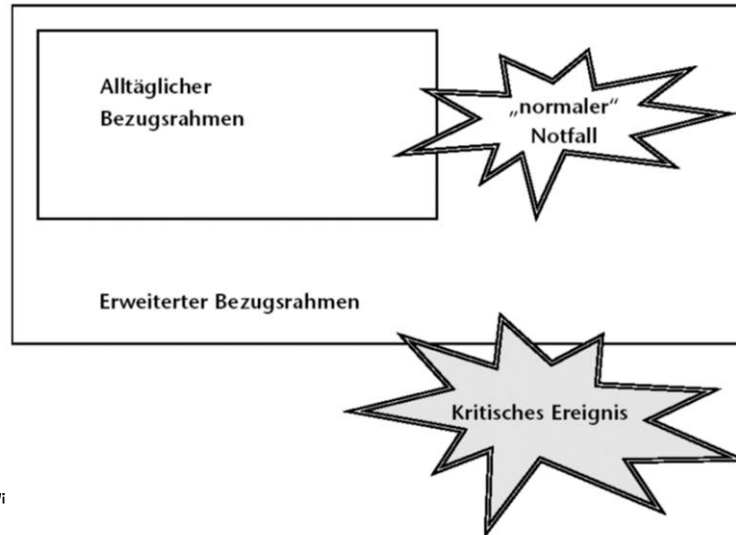 Alltäglicher
Bezugsrahmen
„normaler“
Notfall
Erweiterter Bezugsrahmen
Kritisches Ereignis